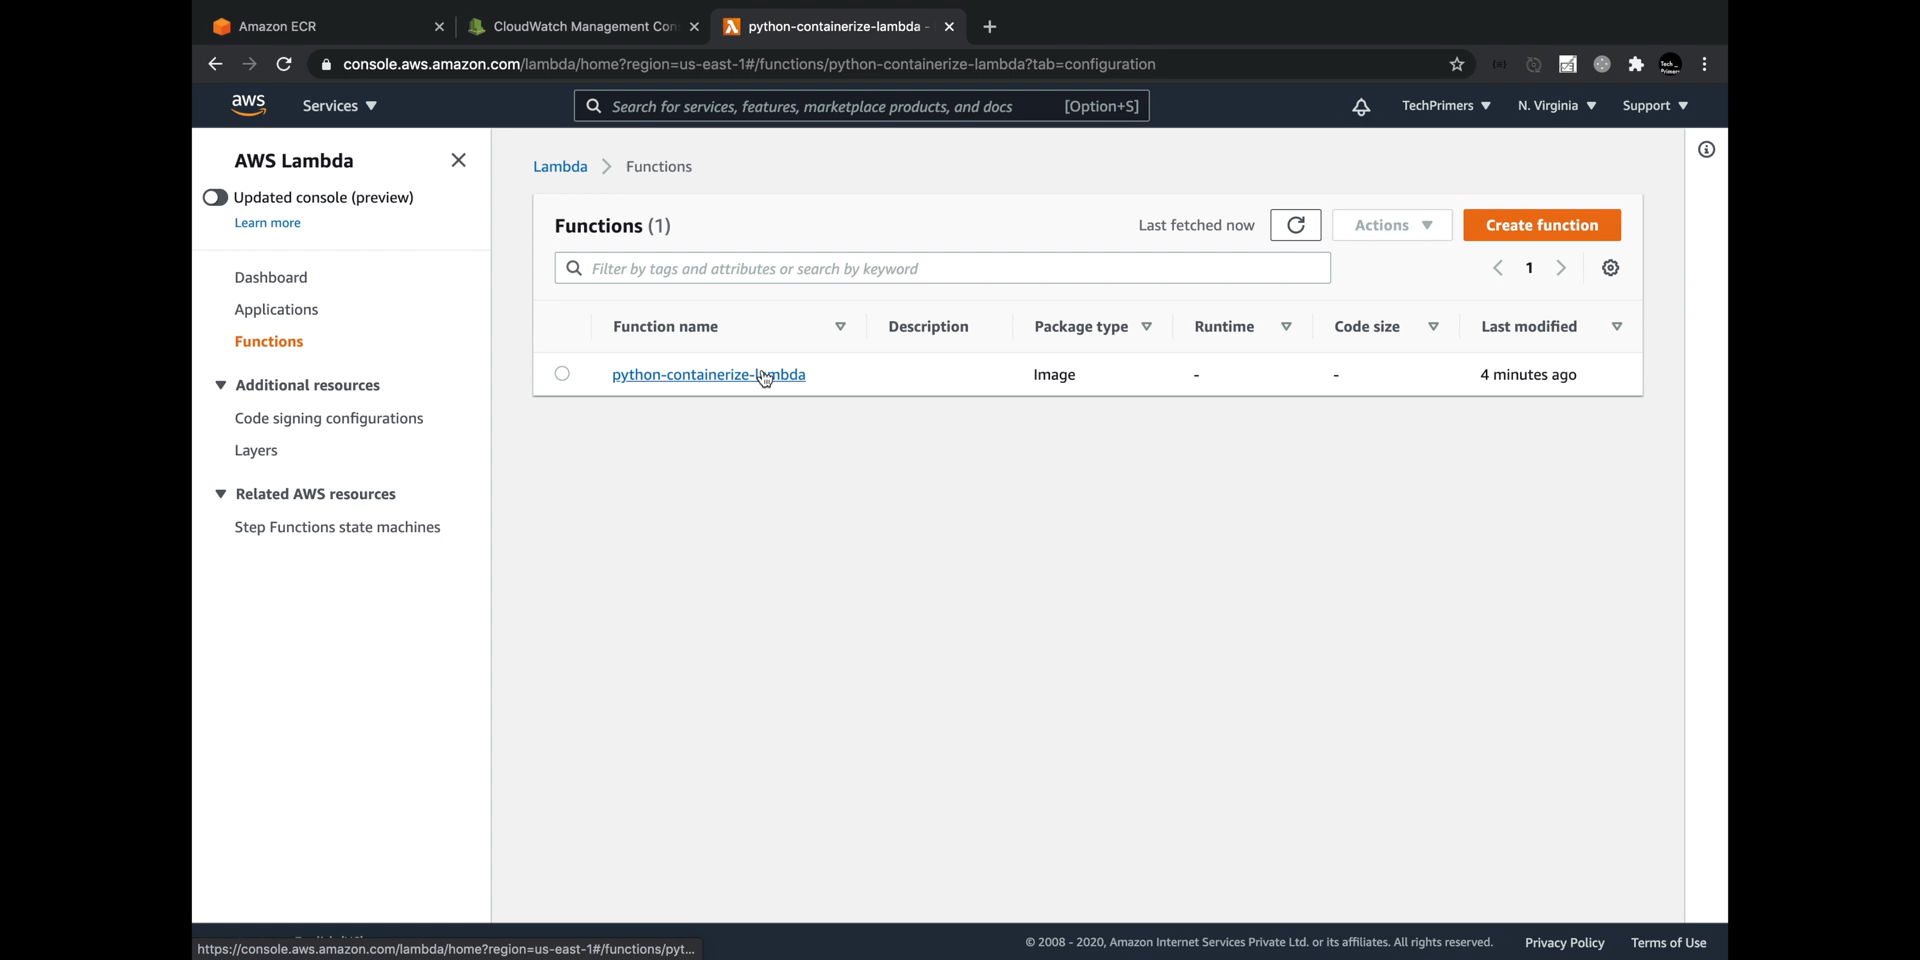 Amazon ECR
CloudWatch Management Con
python-containerize-lambda -
console.aws.amazon.com/lambda/home?region=us-east-1#/functions/python-containerize-lambda?tab=configuration
aws
Services
Search for services, features, marketplace products, and docs [Option+S]
TechPrimers
N. Virginia
Support
AWS Lambda
Updated console (preview)
Learn more
Dashboard
Applications
Functions
Additional resources
Code signing configurations
Layers
Related AWS resources
Step Functions state machines
Lambda > Functions
Functions (1)
Last fetched now
Actions
Create function
Filter by tags and attributes or search by keyword
1
Function name Description Package type Runtime Code size Last modified
python-containerize-lambda Image - - 4 minutes ago
https://console.aws.amazon.com/lambda/home?region=us-east-1#/functions/pyt...
© 2008 - 2020, Amazon Internet Services Private Ltd. or its affiliates. All rights reserved.
Privacy Policy
Terms of Use